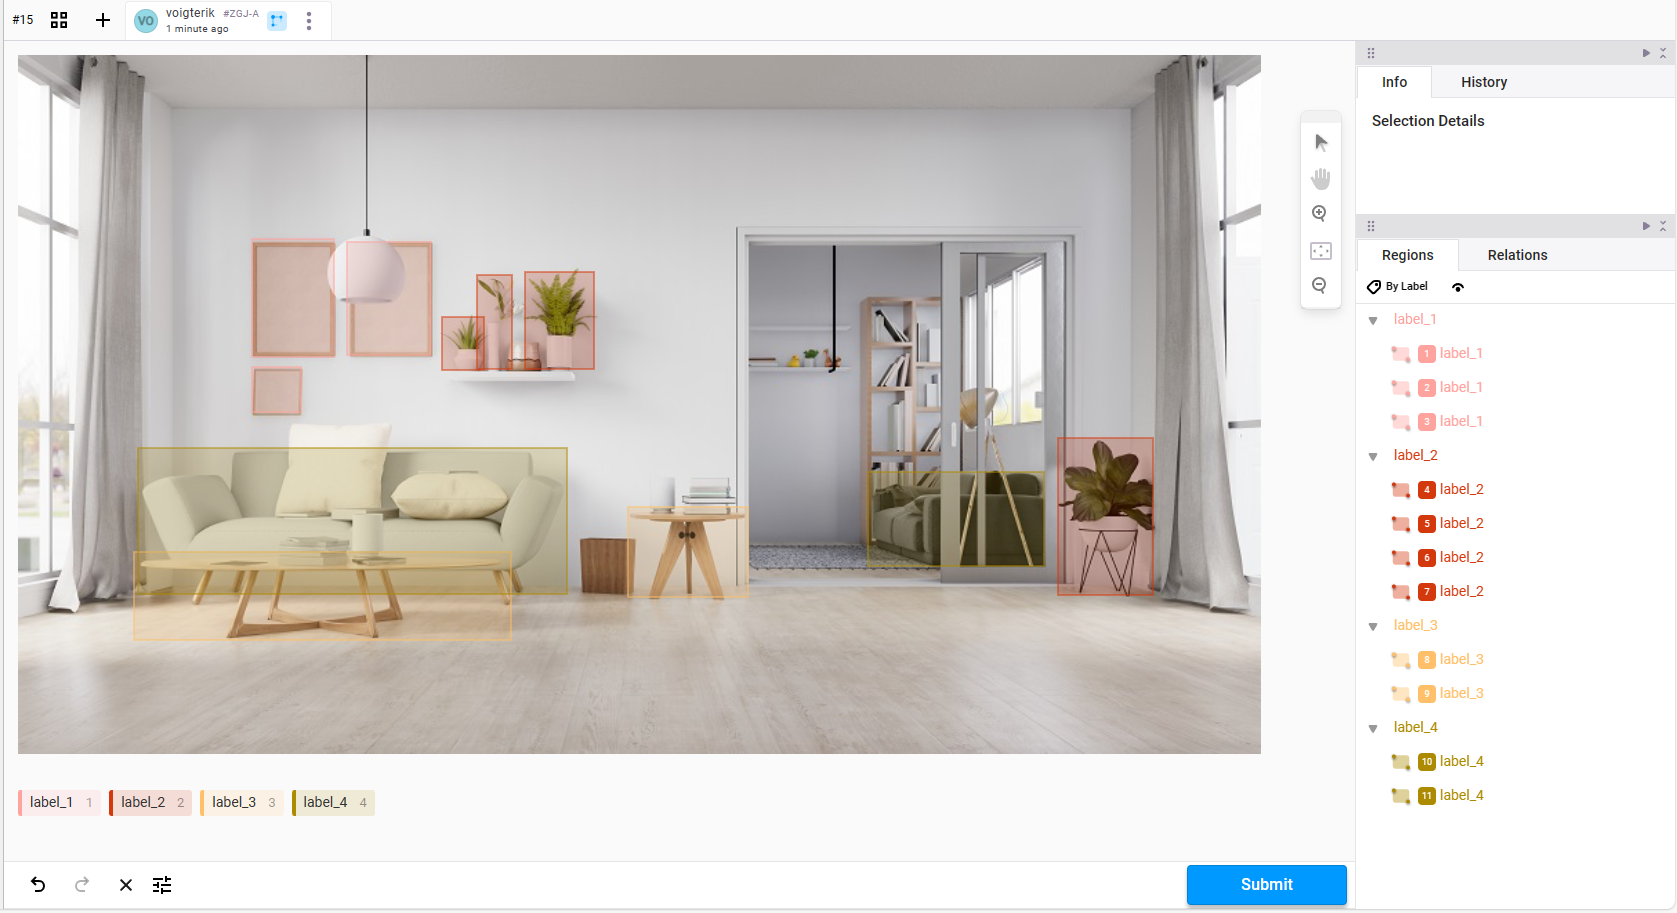 #15
VO
voigterik #ZGJ-A
1 minute ago
Info
History
Selection Details
Regions
Relations
By Label
label_1
1 label_1
2 label_1
3 label_1
label_2
4 label_2
5 label_2
6 label_2
7 label_2
label_3
8 label_3
9 label_3
label_4
10 label_4
11 label_4
label_1 1
label_2 2
label_3 3
label_4 4
Submit